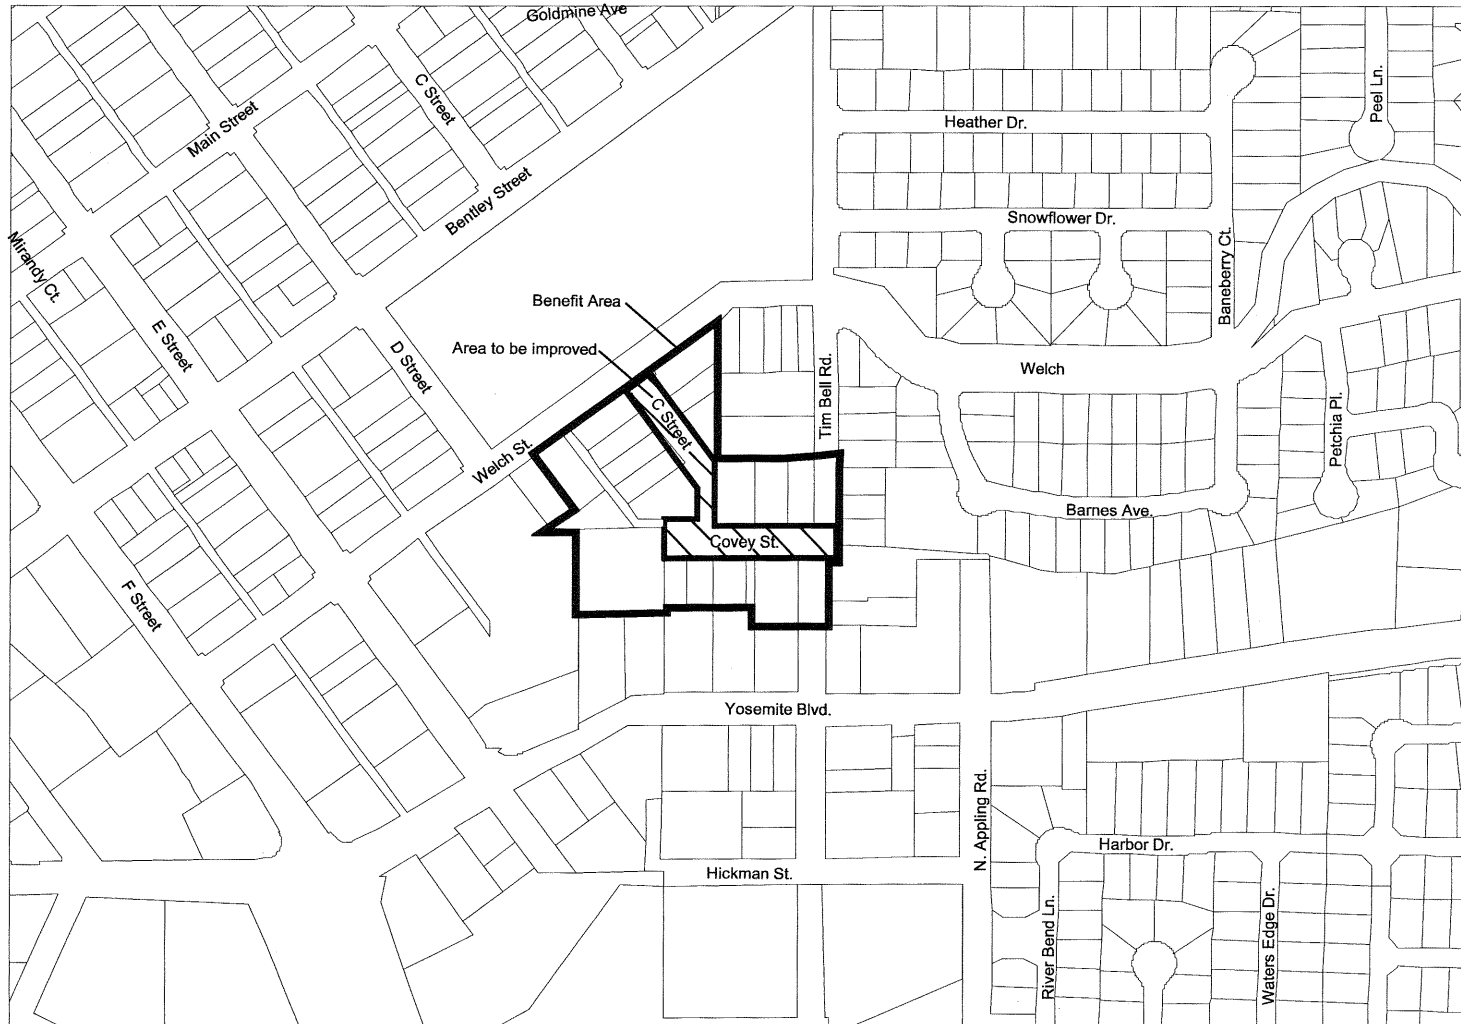 Goldmine Ave
C Street
Main Street
Bentley Street
Heather Dr.
Peel Ln.
Snowflower Dr.
Baneberry Ct.
Mirandy Ct.
Benefit Area
E Street
D Street
Area to be improved
Tim Bell Rd.
Welch
C Street
Petchia Pl.
Welch St.
Barnes Ave.
Covey St.
F Street
Yosemite Blvd.
N. Appling Rd.
Harbor Dr.
Hickman St.
River Bend Ln.
Waters Edge Dr.